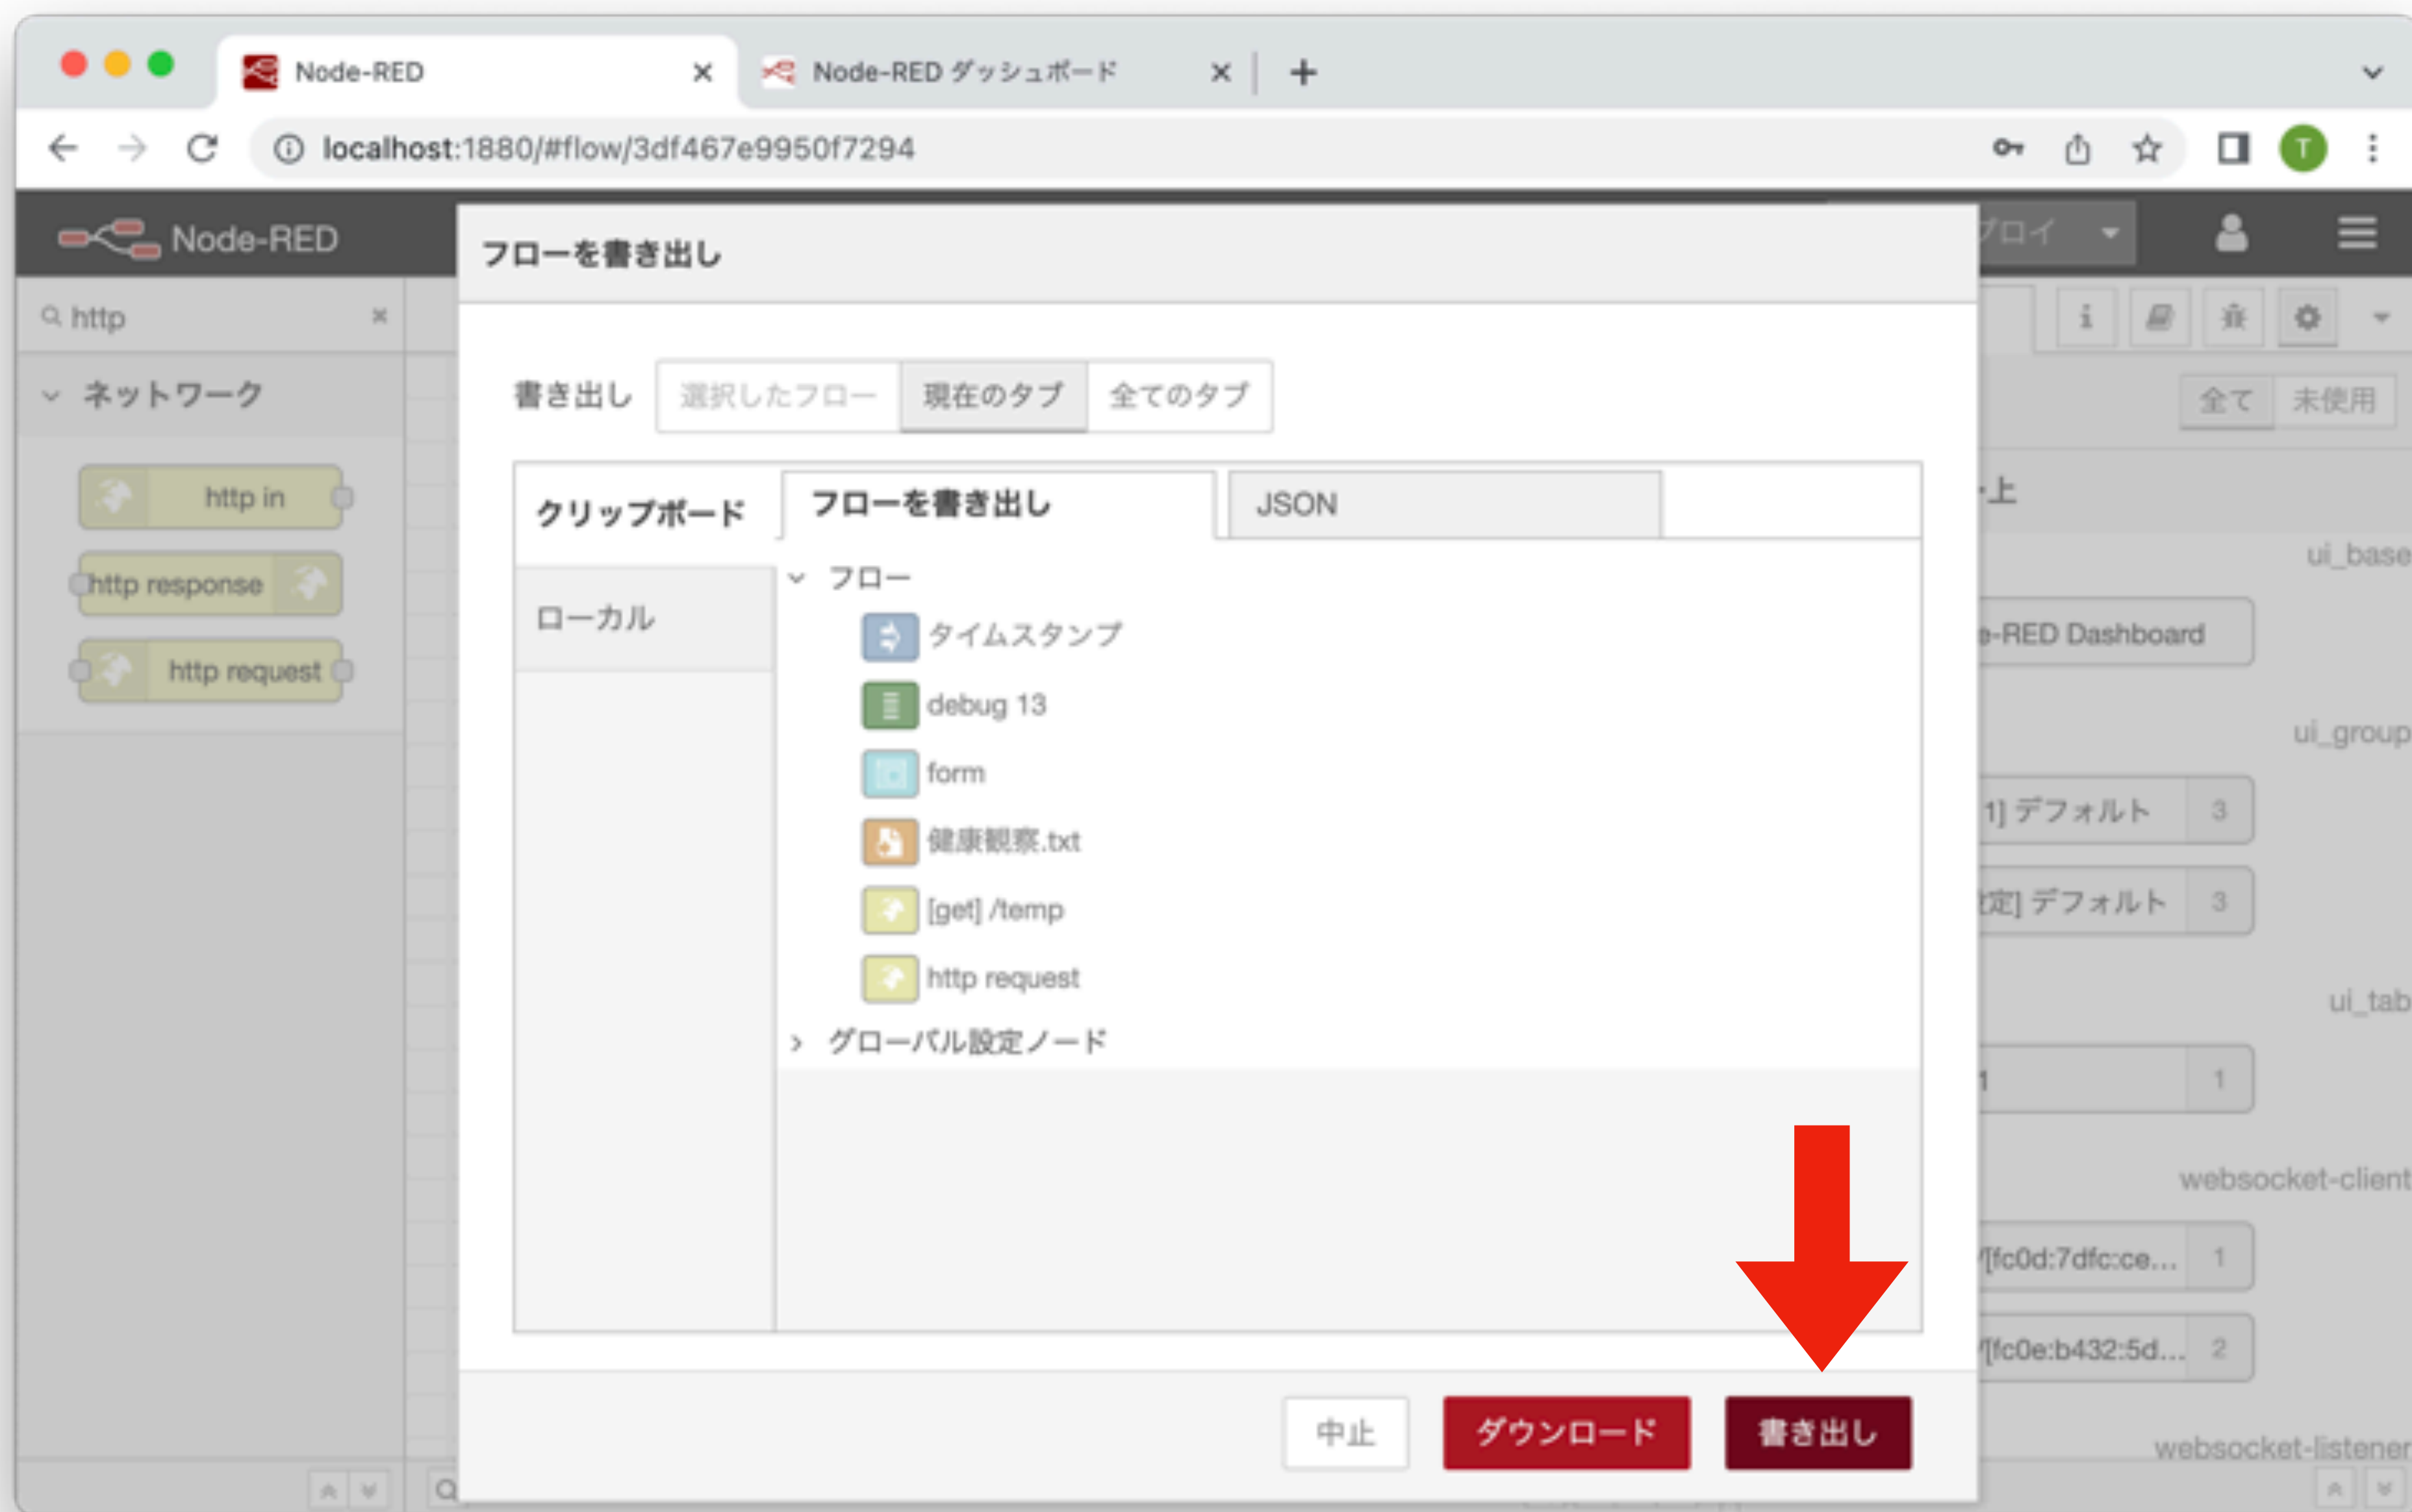 Node-RED
Node-RED ダッシュボード
localhost:1880/#flow/3df467e9950f7294
T
Node-RED
プロイ
http
ネットワーク
http in
http response
http request
フローを書き出し
書き出し 選択したフロー 現在のタブ 全てのタブ
クリップボード
フローを書き出し
JSON
ローカル
フロー
タイムスタンプ
debug 13
form
健康観察.txt
[get] /temp
http request
グローバル設定ノード
中止
ダウンロード
書き出し
全て 未使用
上
ui_base
e-RED Dashboard
ui_group
1] デフォルト 3
定] デフォルト 3
ui_tab
1 1
websocket-client
/[fc0d:7dfc:ce... 1
/[fc0e:b432:5d... 2
websocket-listener